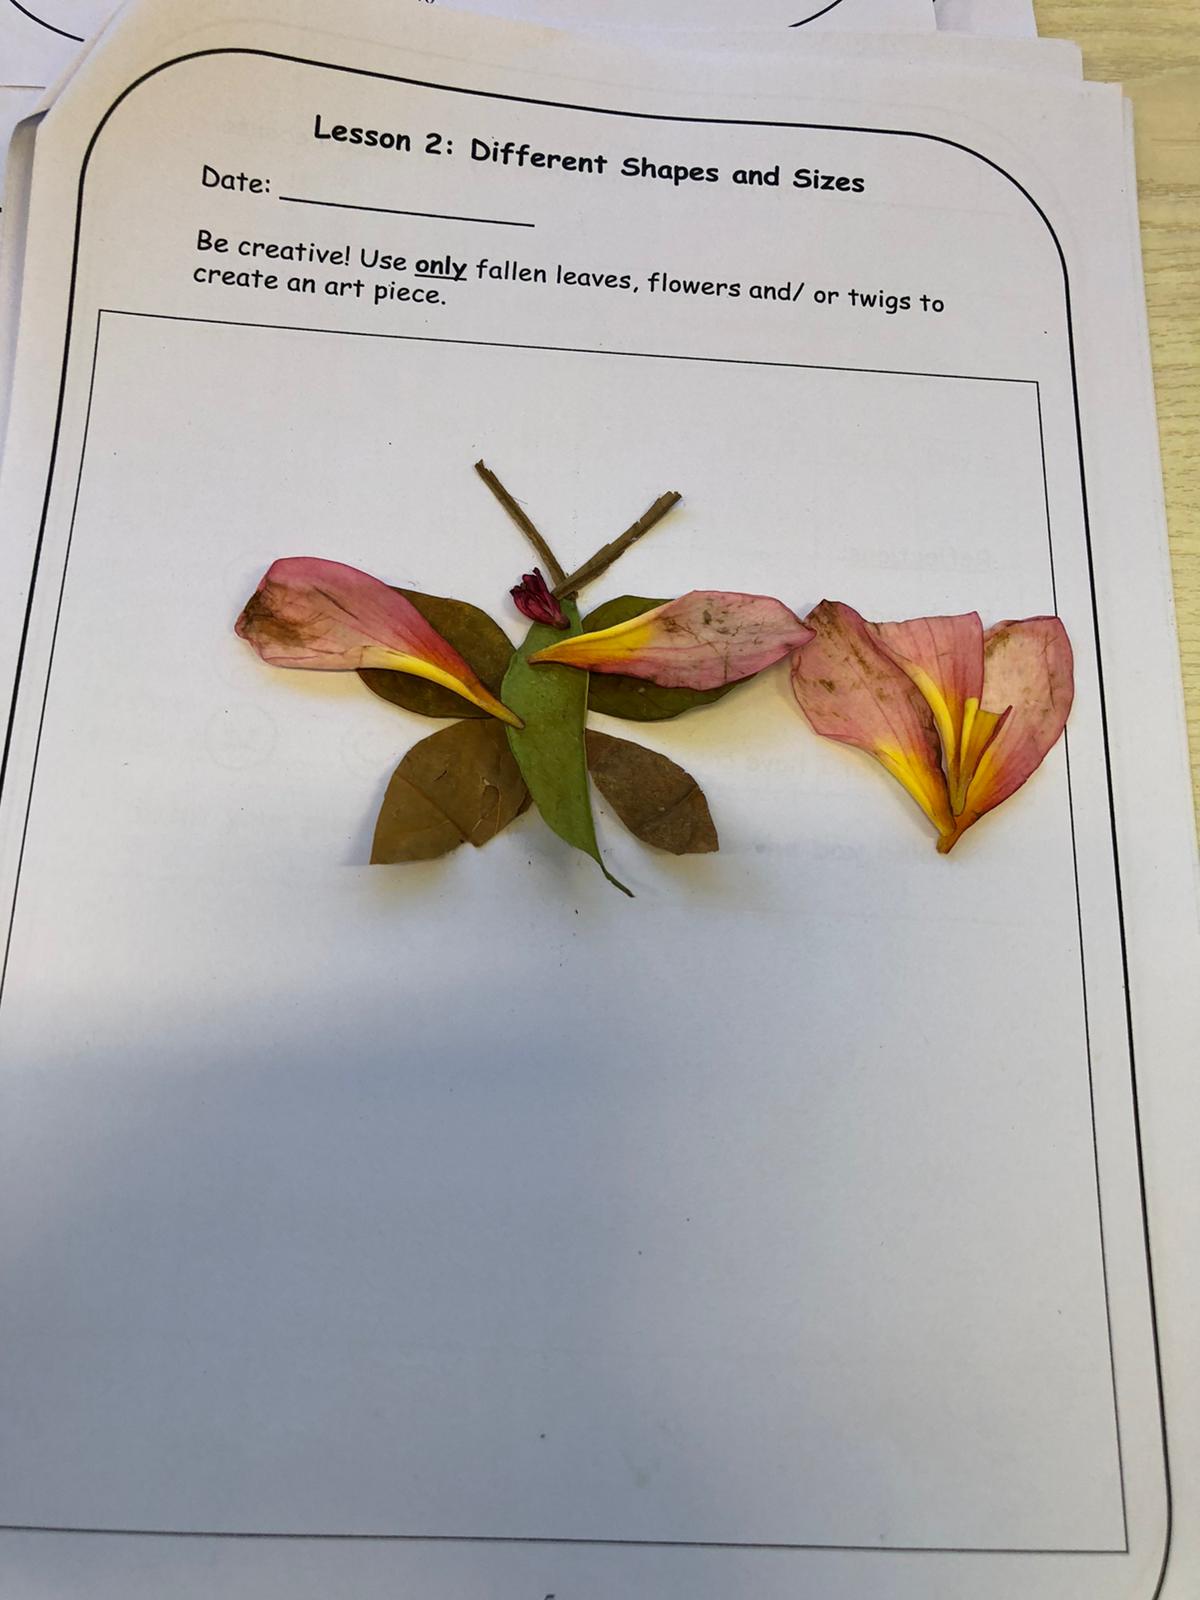 Lesson 2: Different Shapes and Sizes
Date: 
Be creative! Use only fallen leaves, flowers and/ or twigs to
create an art piece.